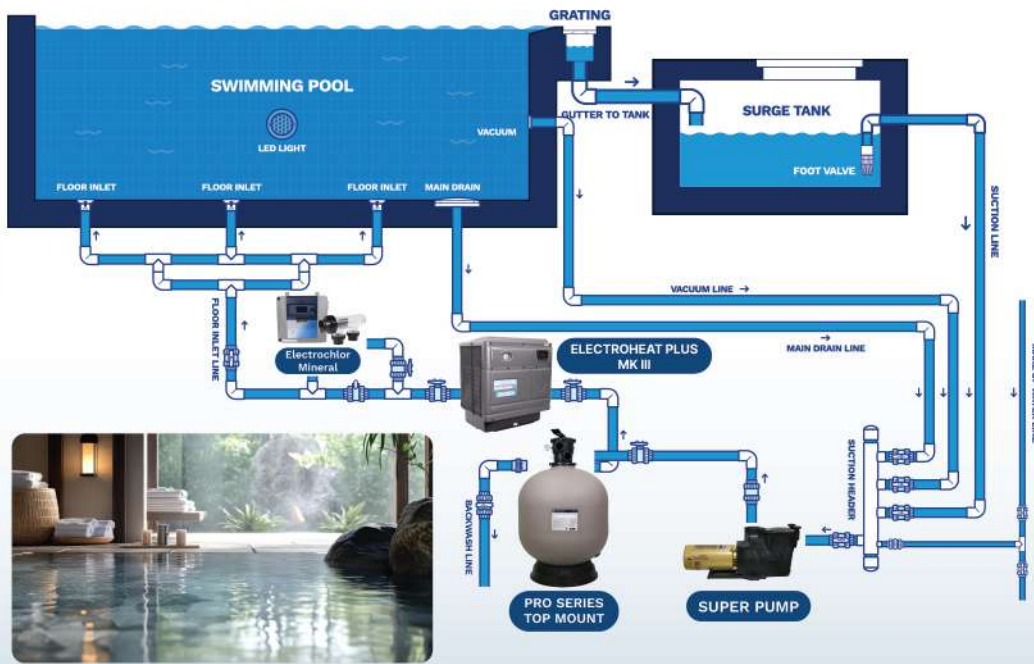 GRATING
SWIMMING POOL
LED LIGHT
VACUUM
GUTTER TO TANK
SURGE TANK
FOOT VALVE
FLOOR INLET
FLOOR INLET
FLOOR INLET
MAIN DRAIN
SUCTION LINE
VACUUM LINE
MAIN DRAIN LINE
FLOOR INLET LINE
Electrochlor
Mineral
ELECTROHEAT PLUS
MK III
SUCTION HEADER
BACKWASH LINE
PRO SERIES
TOP MOUNT
SUPER PUMP